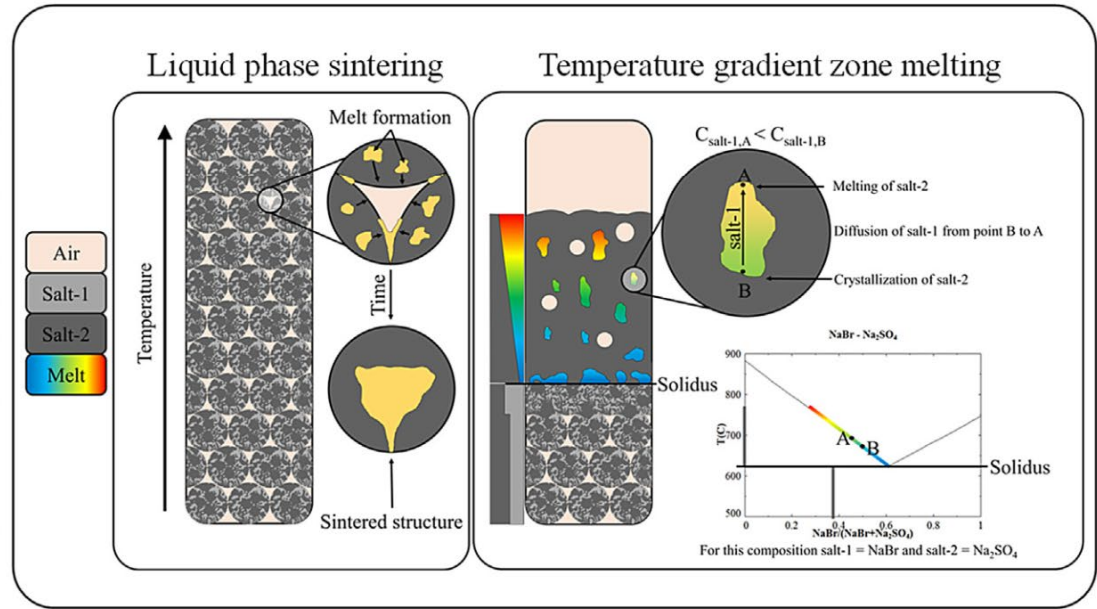 Liquid phase sintering
Temperature gradient zone melting
Air
Salt-1
Salt-2
Melt
Temperature
Melt formation
Time
Sintered structure
C_salt-1,A < C_salt-1,B
A
salt-1
B
Melting of salt-2
Diffusion of salt-1 from point B to A
Crystallization of salt-2
Solidus
NaBr - Na₂SO₄
T(C)
900
800
700
600
500
A
B
Solidus
0
0.2
0.4
0.6
0.8
1
NaBr/(NaBr+Na₂SO₄)
For this composition salt-1 = NaBr and salt-2 = Na₂SO₄